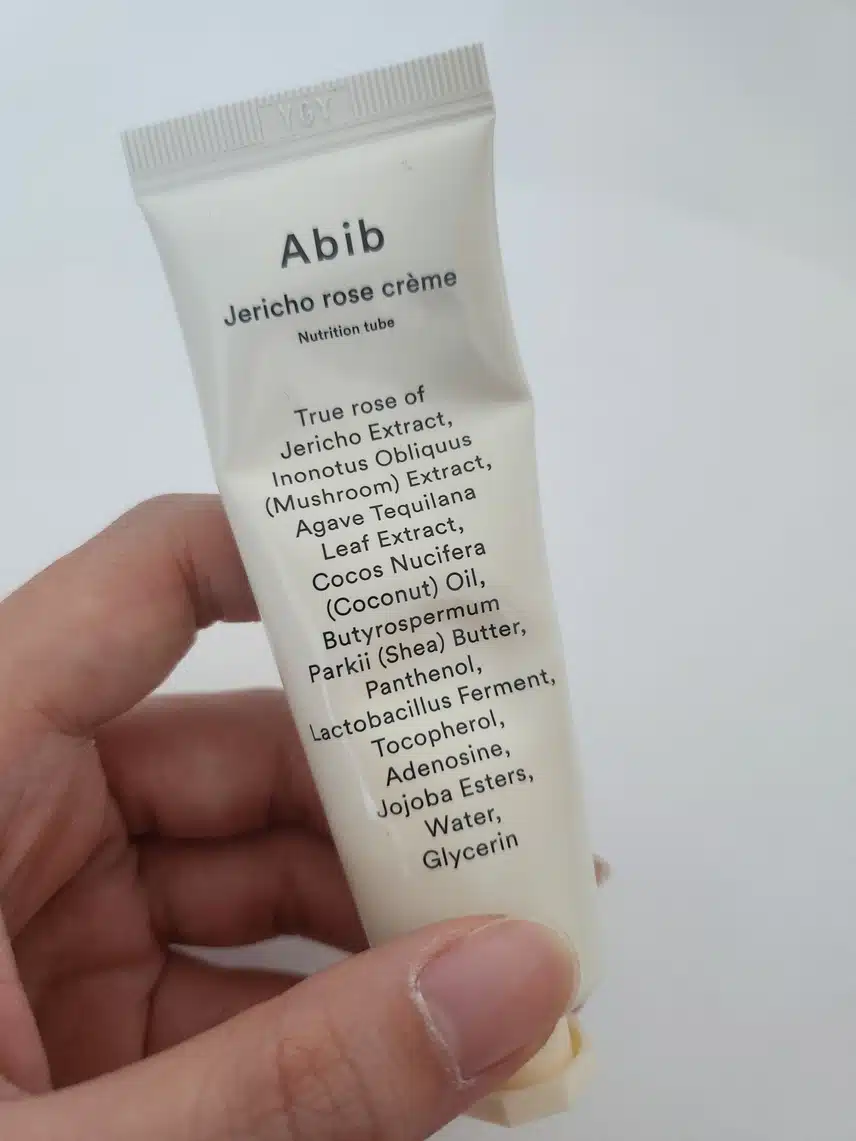 YGY
Abib
Jericho rose crème
Nutrition tube
True rose of
Jericho Extract,
Inonotus Obliquus
(Mushroom) Extract,
Agave Tequilana
Leaf Extract,
Cocos Nucifera
(Coconut) Oil,
Butyrospermum
Parkii (Shea) Butter,
Panthenol,
Lactobacillus Ferment,
Tocopherol,
Adenosine,
Jojoba Esters,
Water,
Glycerin